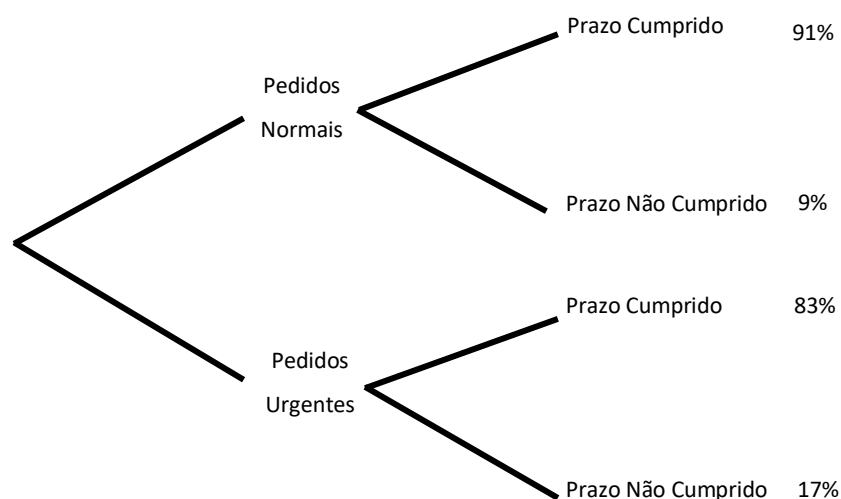 Prazo Cumprido 91%
Pedidos
Normais
Prazo Não Cumprido 9%
Prazo Cumprido 83%
Pedidos
Urgentes
Prazo Não Cumprido 17%